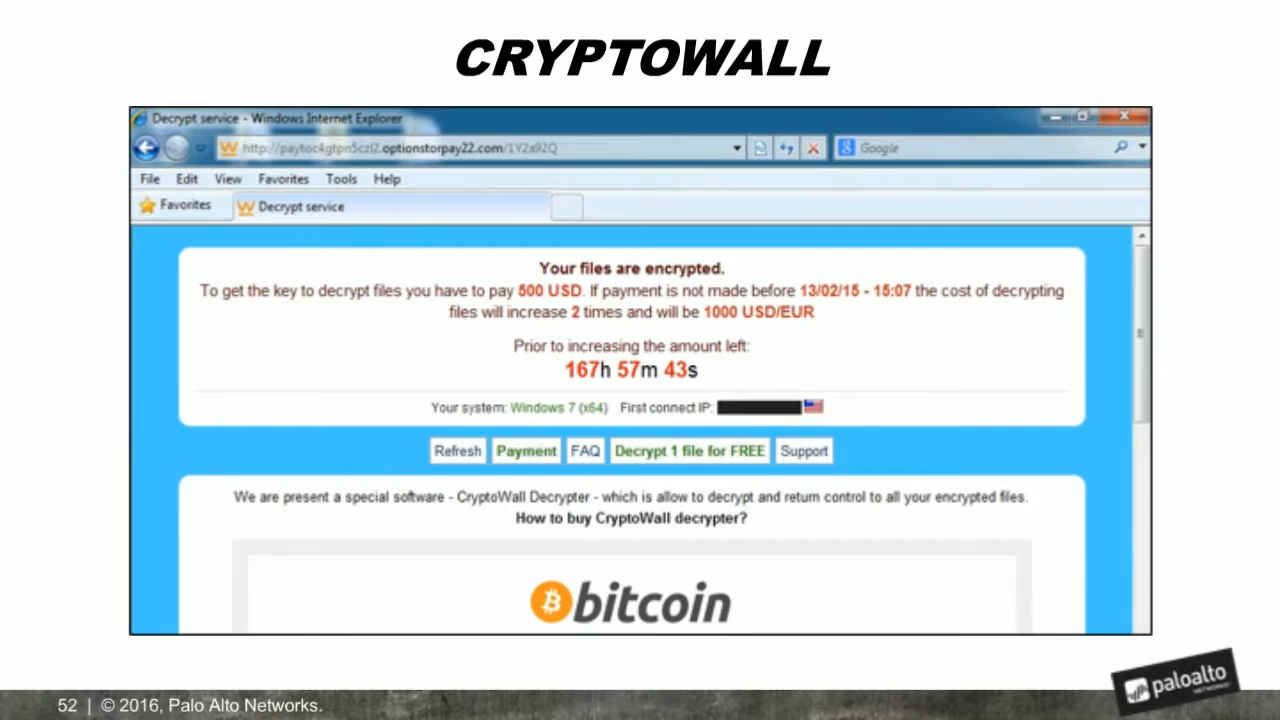 CRYPTOWALL
Decrypt service - Windows Internet Explorer
http://paytoc4gtpn5czl2.optionstorpay22.com/1Y2a92Q
Google
File Edit View Favorites Tools Help
Favorites
Decrypt service
Your files are encrypted.
To get the key to decrypt files you have to pay 500 USD. If payment is not made before 13/02/15 - 15:07 the cost of decrypting
files will increase 2 times and will be 1000 USD/EUR
Prior to increasing the amount left:
167h 57m 43s
Your system: Windows 7 (x64) First connect IP:
Refresh Payment FAQ Decrypt 1 file for FREE Support
We are present a special software - CryptoWall Decrypter - which is allow to decrypt and return control to all your encrypted files.
How to buy CryptoWall decrypter?
bitcoin
paloalto
NETWORKS
52 | © 2016, Palo Alto Networks.